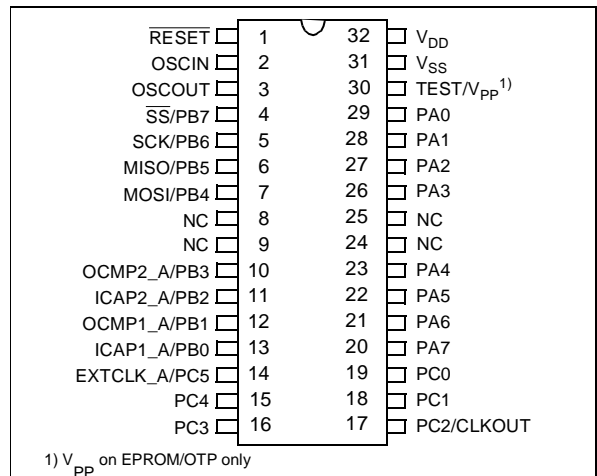 RESET 1 32 VDD
OSCIN 2 31 VSS
OSCOUT 3 30 TEST/VPP1)
SS/PB7 4 29 PA0
SCK/PB6 5 28 PA1
MISO/PB5 6 27 PA2
MOSI/PB4 7 26 PA3
NC 8 25 NC
NC 9 24 NC
OCMP2_A/PB3 10 23 PA4
ICAP2_A/PB2 11 22 PA5
OCMP1_A/PB1 12 21 PA6
ICAP1_A/PB0 13 20 PA7
EXTCLK_A/PC5 14 19 PC0
PC4 15 18 PC1
PC3 16 17 PC2/CLKOUT
1) VPP on EPROM/OTP only